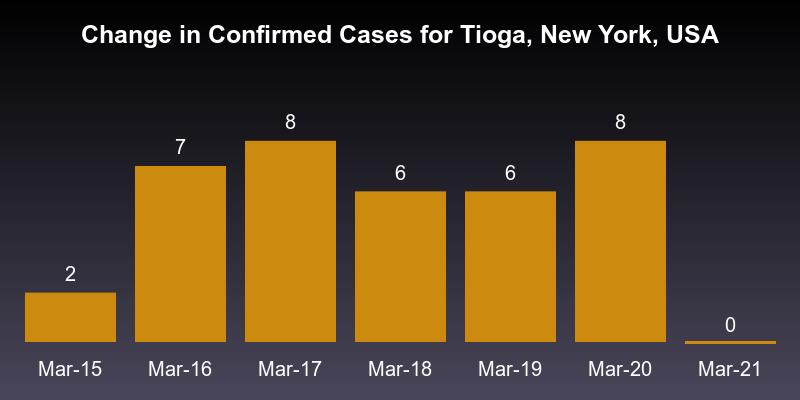 Change in Confirmed Cases for Tioga, New York, USA
2 7 8 6 6 8 0
Mar-15 Mar-16 Mar-17 Mar-18 Mar-19 Mar-20 Mar-21